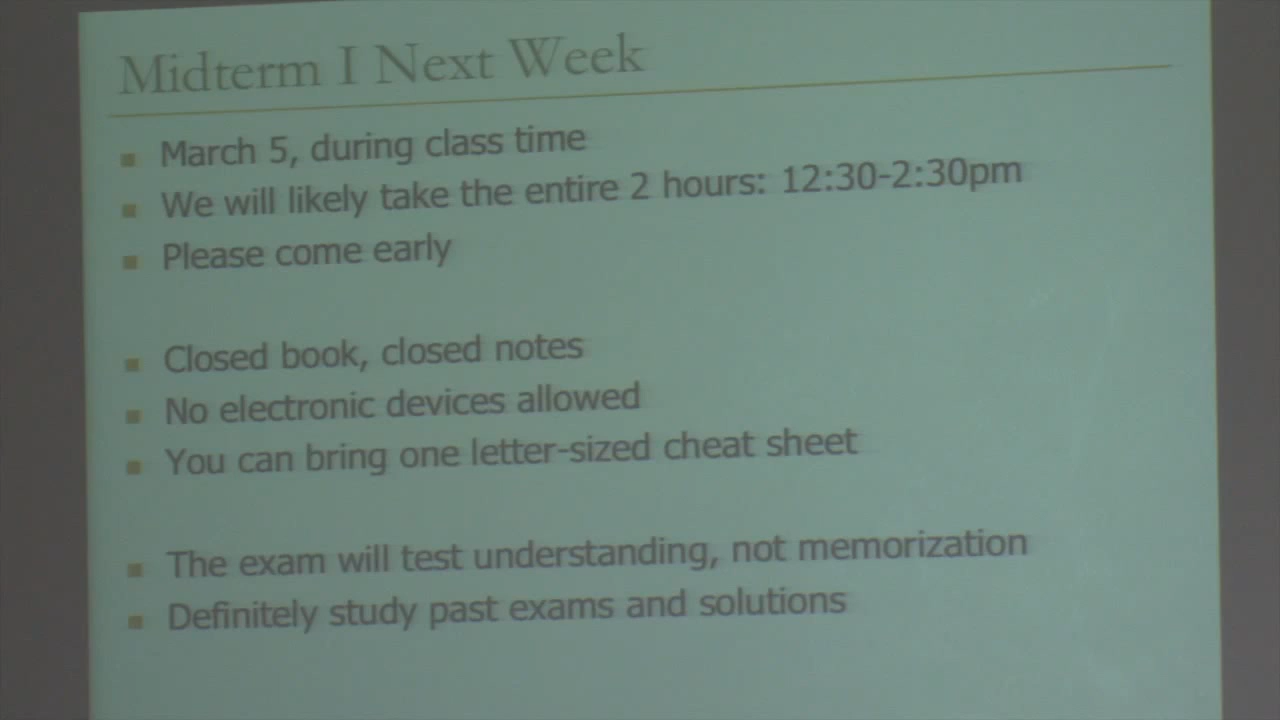 Midterm I Next Week
March 5, during class time
We will likely take the entire 2 hours: 12:30-2:30pm
Please come early
Closed book, closed notes
No electronic devices allowed
You can bring one letter-sized cheat sheet
The exam will test understanding, not memorization
Definitely study past exams and solutions